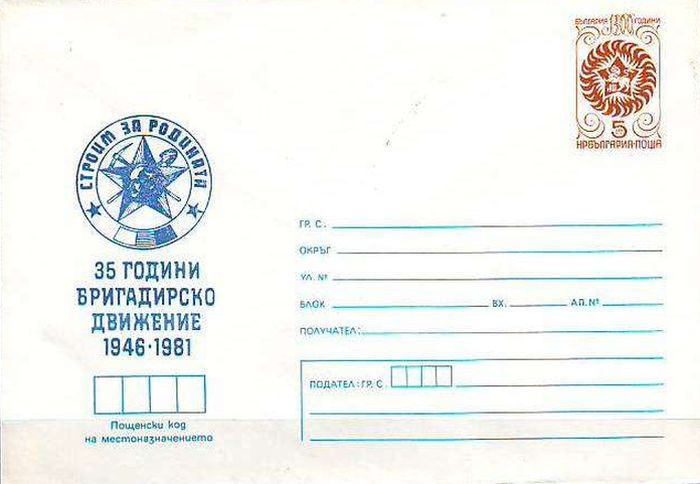 БЪЛГАРИЯ 1300 ГОДИНИ
5
НРБЪЛГАРИЯ·ПОЩА
СТРОИМ ЗА РОДИНАТА
35 ГОДИНИ
БРИГАДИРСКО
ДВИЖЕНИЕ
1946·1981
Пощенски код
на местоназначението
ГР. С.
ОКРЪГ
УЛ. №
БЛОК ВХ. АП. №
ПОЛУЧАТЕЛ:
ПОДАТЕЛ: ГР. С.